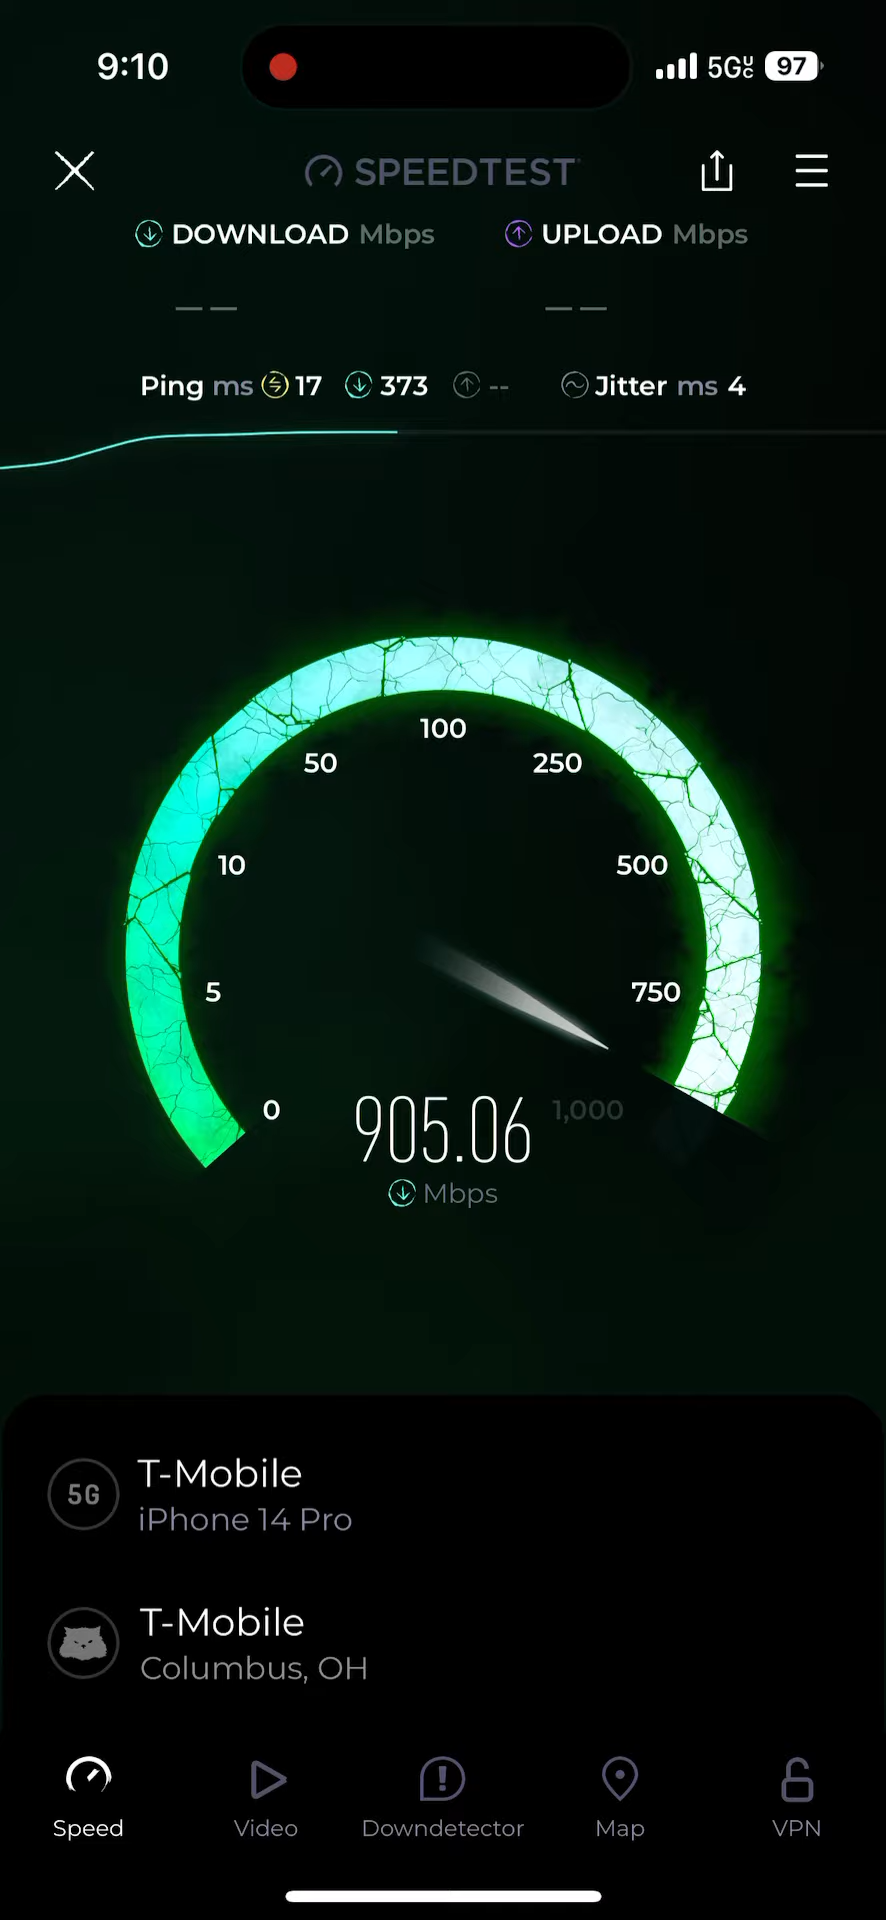 9:10 5GUC 97
SPEEDTEST
DOWNLOAD Mbps UPLOAD Mbps
— — — —
Ping ms 17 373 -- Jitter ms 4
100
50 250
10 500
5 750
0 905.06 1,000
Mbps
5G T-Mobile
iPhone 14 Pro
T-Mobile
Columbus, OH
Speed Video Downdetector Map VPN